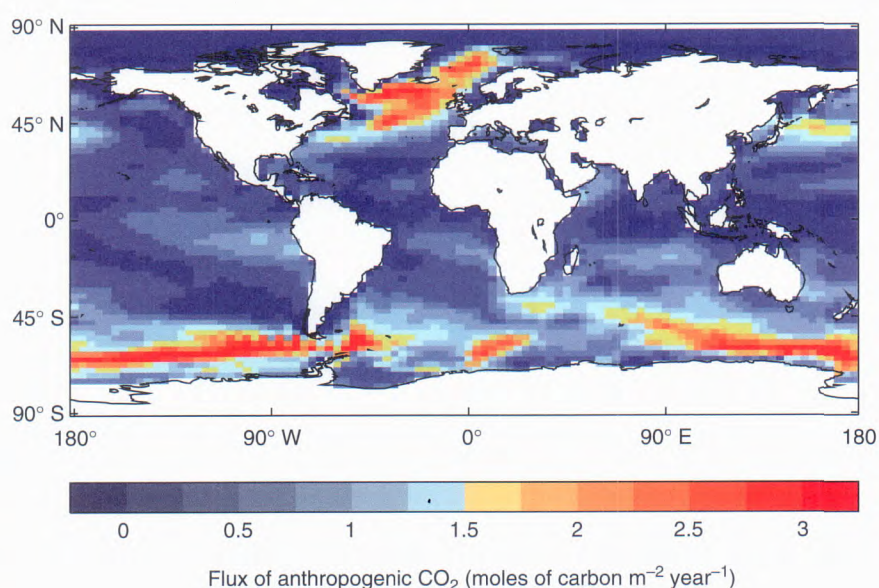 90° N
45° N
0°
45° S
90° S
180° 90° W 0° 90° E 180
0 0.5 1 1.5 2 2.5 3
Flux of anthropogenic CO₂ (moles of carbon m⁻² year⁻¹)